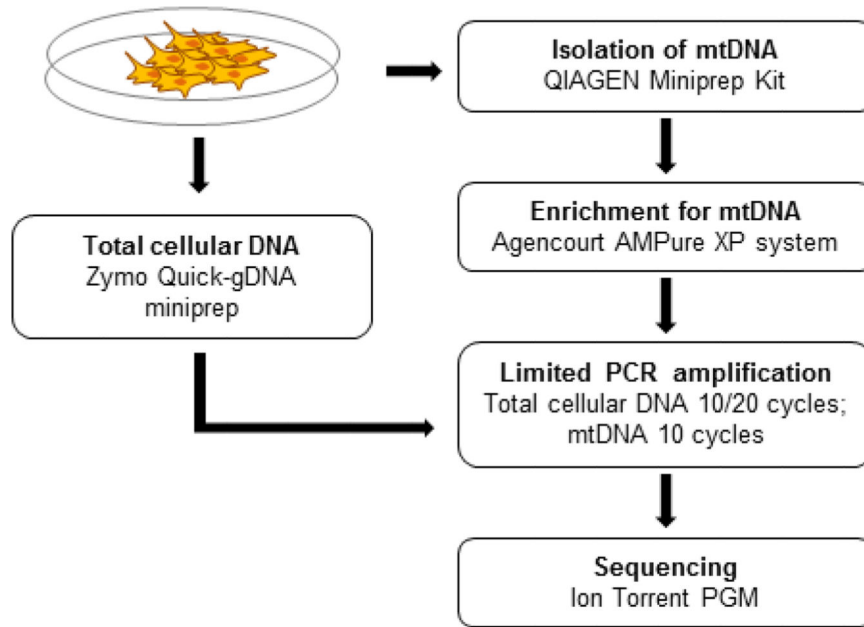 Isolation of mtDNA
QIAGEN Miniprep Kit
Enrichment for mtDNA
Agencourt AMPure XP system
Total cellular DNA
Zymo Quick-gDNA
miniprep
Limited PCR amplification
Total cellular DNA 10/20 cycles;
mtDNA 10 cycles
Sequencing
Ion Torrent PGM